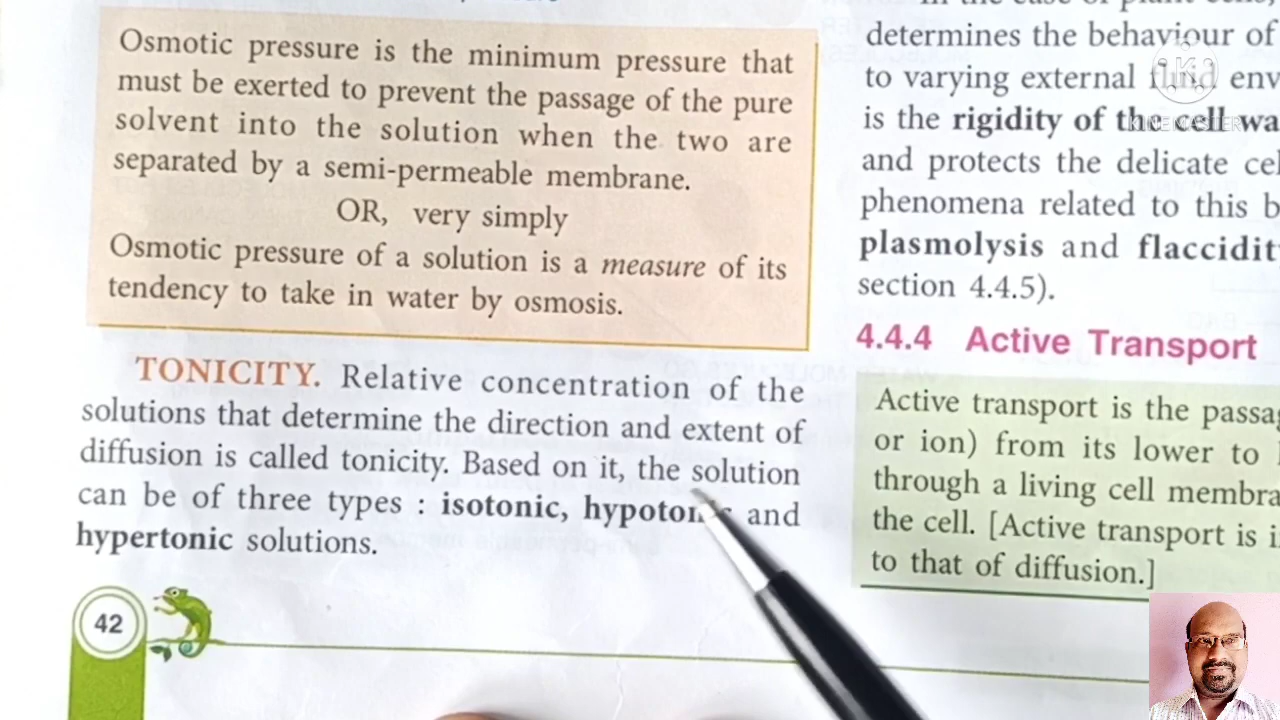 Osmotic pressure is the minimum pressure that
must be exerted to prevent the passage of the pure
solvent into the solution when the two are
separated by a semi-permeable membrane.
OR, very simply
Osmotic pressure of a solution is a measure of its
tendency to take in water by osmosis.
TONICITY. Relative concentration of the
solutions that determine the direction and extent of
diffusion is called tonicity. Based on it, the solution
can be of three types : isotonic, hypotonic and
hypertonic solutions.
42
determines the behaviour of
to varying external fluid
is the rigidity of the
and protects the delicate
phenomena related to this
plasmolysis and
section 4.4.5).
4.4.4 Active Transport
Active transport is the
or ion) from its lower to
through a living cell
the cell. [Active transport is
to that of diffusion.]
KINEMASTER